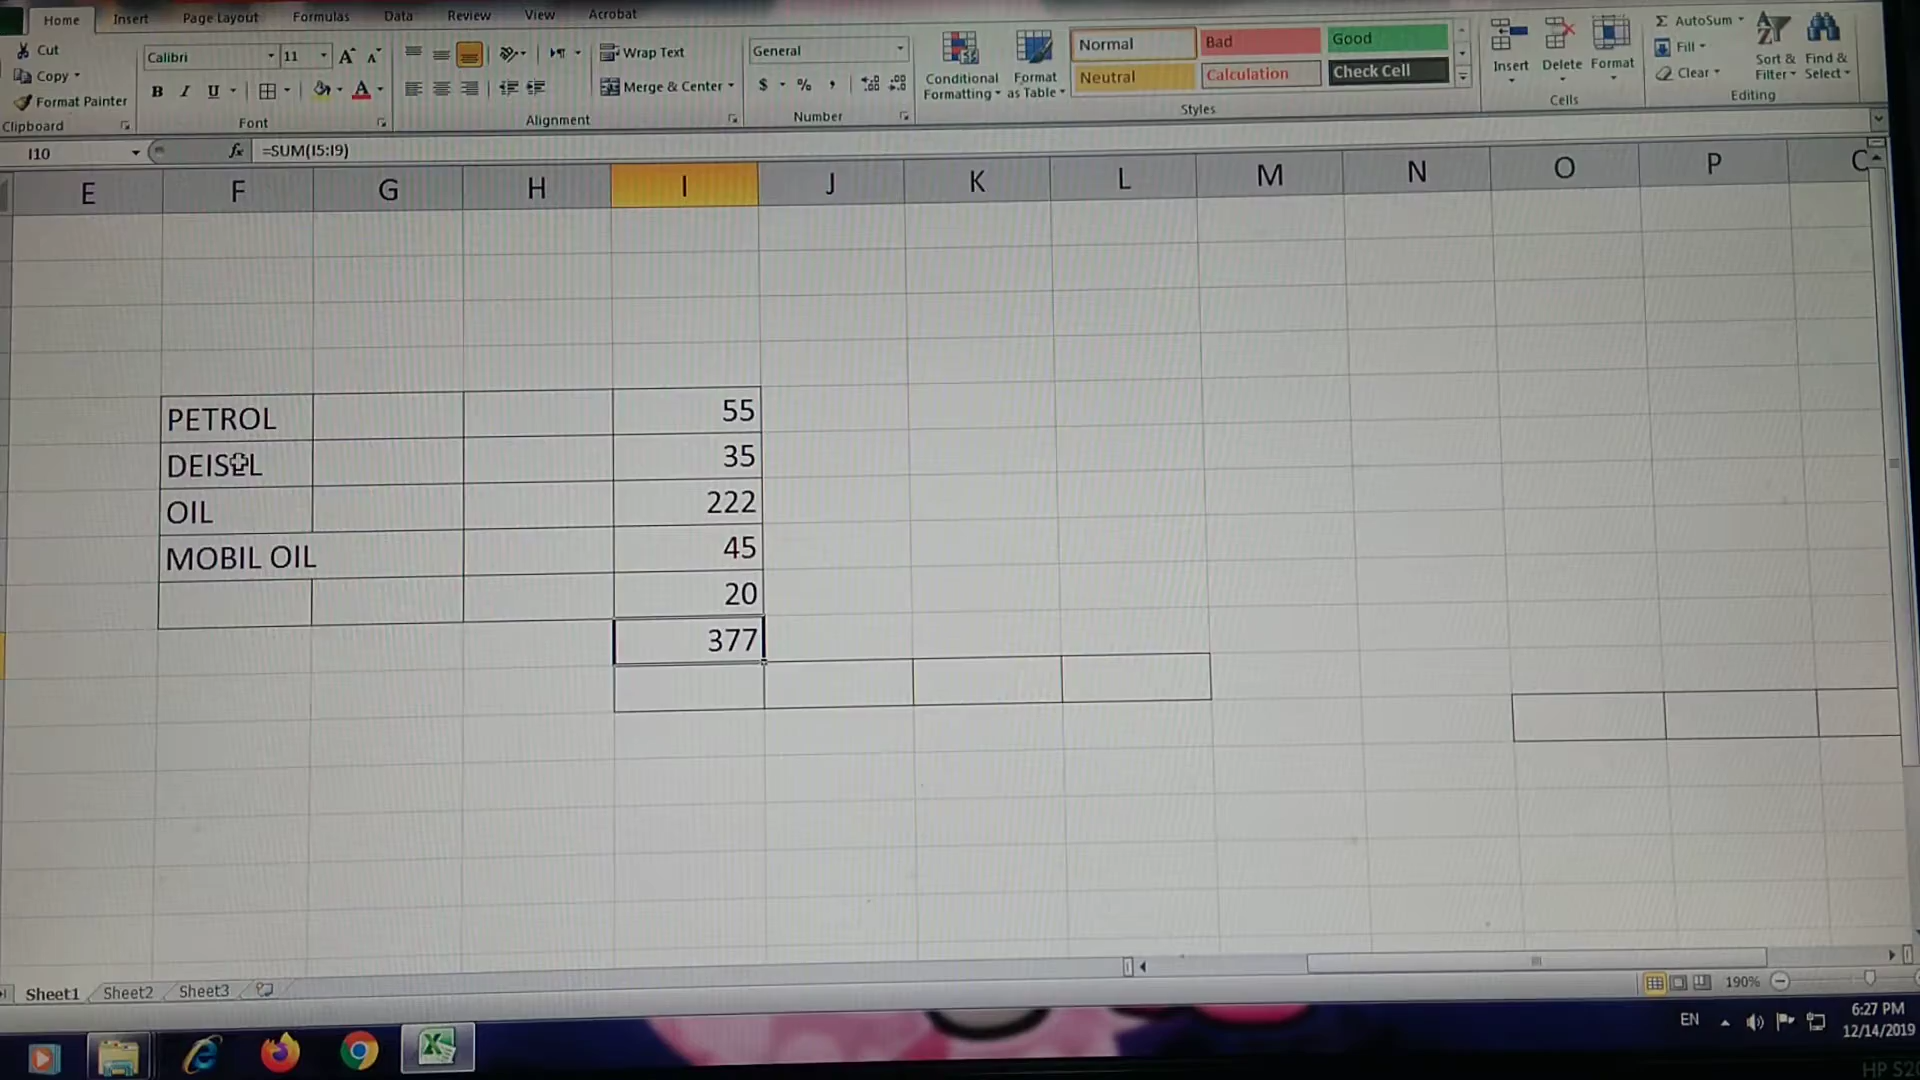 Home Insert Page Layout Formulas Data Review View Acrobat
Cut
Copy
Format Painter
Clipboard
Calibri 11
B I U
Font
Wrap Text
Merge & Center
Alignment
General
$ % ,
Number
Conditional Formatting
Format as Table
Normal Bad Good
Neutral Calculation Check Cell
Styles
Insert Delete Format
Cells
Σ AutoSum
Fill
Clear
Sort & Filter
Find & Select
Editing
I10 fx =SUM(I5:I9)
E F G H I J K L M N O P
PETROL 55
DEISOL 35
OIL 222
MOBIL OIL 45
20
377
Sheet1 Sheet2 Sheet3
190%
EN
6:27 PM
12/14/2019